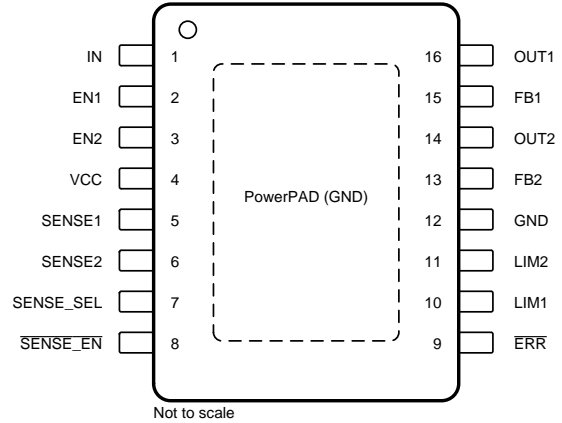 IN 1 16 OUT1
EN1 2 15 FB1
EN2 3 14 OUT2
VCC 4 13 FB2
PowerPAD (GND)
SENSE1 5 12 GND
SENSE2 6 11 LIM2
SENSE_SEL 7 10 LIM1
SENSE_EN 8 9 ERR
Not to scale